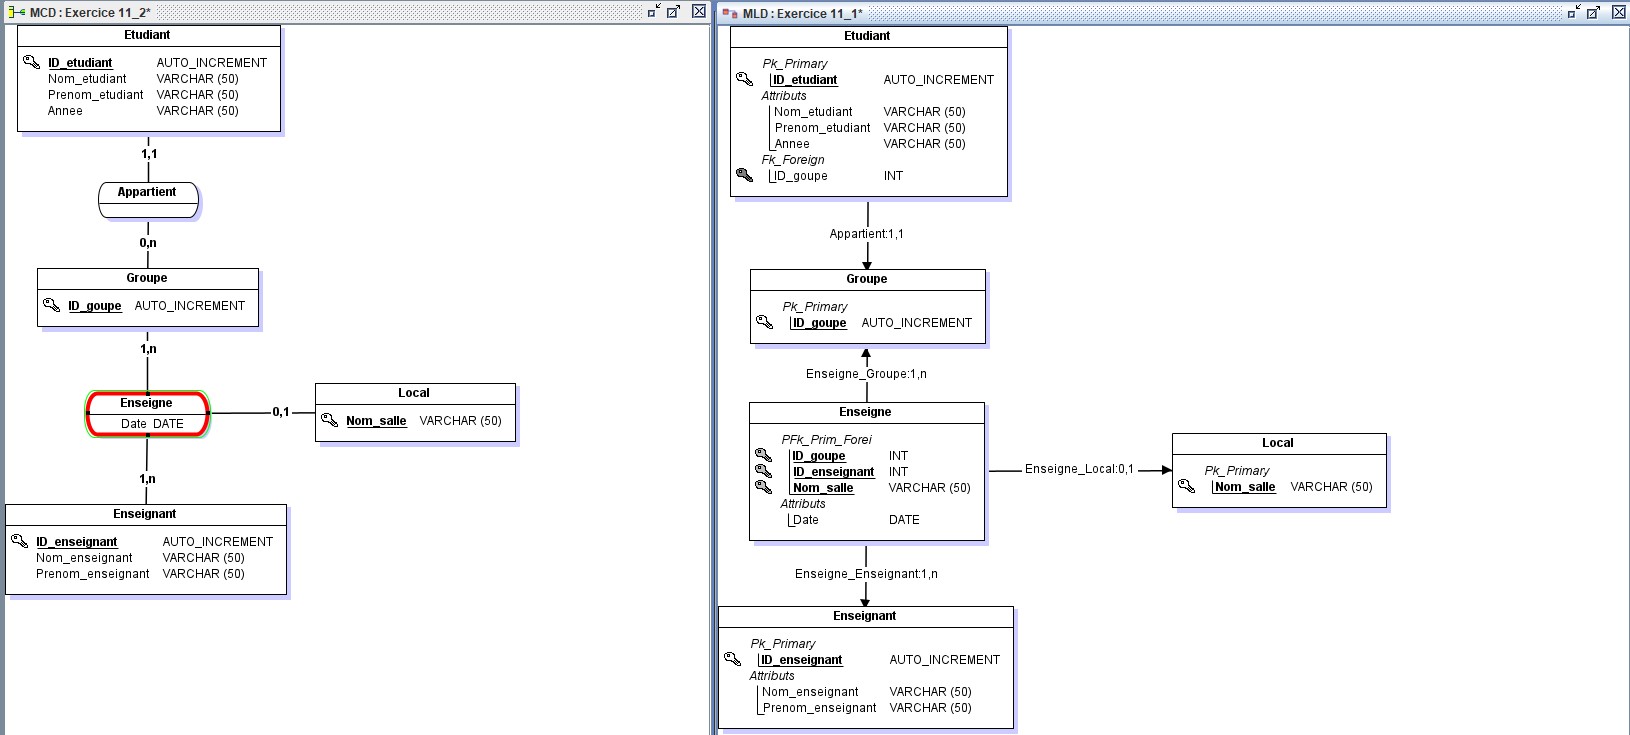 MCD : Exercice 11_2*
Etudiant
ID_etudiant AUTO_INCREMENT
Nom_etudiant VARCHAR (50)
Prenom_etudiant VARCHAR (50)
Annee VARCHAR (50)
1,1
Appartient
0,n
Groupe
ID_goupe AUTO_INCREMENT
1,n
Enseigne
Date DATE
0,1
Local
Nom_salle VARCHAR (50)
1,n
Enseignant
ID_enseignant AUTO_INCREMENT
Nom_enseignant VARCHAR (50)
Prenom_enseignant VARCHAR (50)
MLD : Exercice 11_1*
Etudiant
Pk_Primary
ID_etudiant AUTO_INCREMENT
Attributs
Nom_etudiant VARCHAR (50)
Prenom_etudiant VARCHAR (50)
Annee VARCHAR (50)
Fk_Foreign
ID_goupe INT
Appartient:1,1
Groupe
Pk_Primary
ID_goupe AUTO_INCREMENT
Enseigne_Groupe:1,n
Enseigne
PFk_Prim_Forei
ID_goupe INT
ID_enseignant INT
Nom_salle VARCHAR (50)
Attributs
Date DATE
Enseigne_Local:0,1
Local
Pk_Primary
Nom_salle VARCHAR (50)
Enseigne_Enseignant:1,n
Enseignant
Pk_Primary
ID_enseignant AUTO_INCREMENT
Attributs
Nom_enseignant VARCHAR (50)
Prenom_enseignant VARCHAR (50)